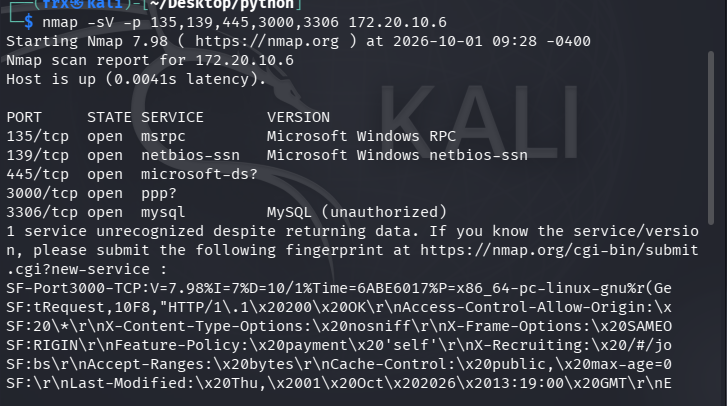 (frx㉿kali)-[~/Desktop/python]
$ nmap -sV -p 135,139,445,3000,3306 172.20.10.6
Starting Nmap 7.98 ( https://nmap.org ) at 2026-10-01 09:28 -0400
Nmap scan report for 172.20.10.6
Host is up (0.0041s latency).
PORT     STATE SERVICE       VERSION
135/tcp  open  msrpc         Microsoft Windows RPC
139/tcp  open  netbios-ssn   Microsoft Windows netbios-ssn
445/tcp  open  microsoft-ds?
3000/tcp open  ppp?
3306/tcp open  mysql         MySQL (unauthorized)
1 service unrecognized despite returning data. If you know the service/versio
n, please submit the following fingerprint at https://nmap.org/cgi-bin/submit
.cgi?new-service :
SF-Port3000-TCP:V=7.98%I=7%D=10/1%Time=6ABE6017%P=x86_64-pc-linux-gnu%r(Ge
SF:tRequest,10F8,"HTTP/1\.1\x20200\x20OK\r\nAccess-Control-Allow-Origin:\x
SF:20\*\r\nX-Content-Type-Options:\x20nosniff\r\nX-Frame-Options:\x20SAMEO
SF:RIGIN\r\nFeature-Policy:\x20payment\x20'self'\r\nX-Recruiting:\x20/#/jo
SF:bs\r\nAccept-Ranges:\x20bytes\r\nCache-Control:\x20public,\x20max-age=0
SF:\r\nLast-Modified:\x20Thu,\x2001\x20Oct\x202026\x2013:19:00\x20GMT\r\nE
KALI